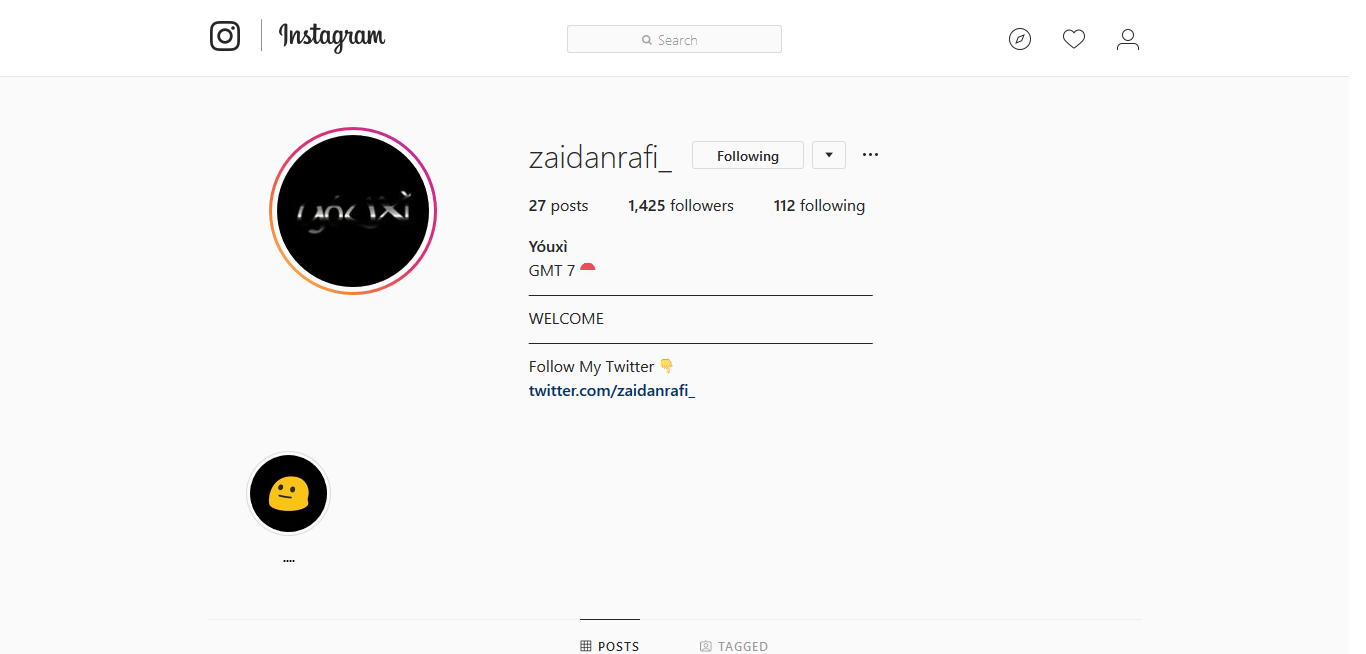 Instagram
Search
Yóuxì
zaidanrafi_
Following
27 posts 1,425 followers 112 following
Yóuxì
GMT 7
WELCOME
Follow My Twitter 👇
twitter.com/zaidanrafi_
....
POSTS TAGGED